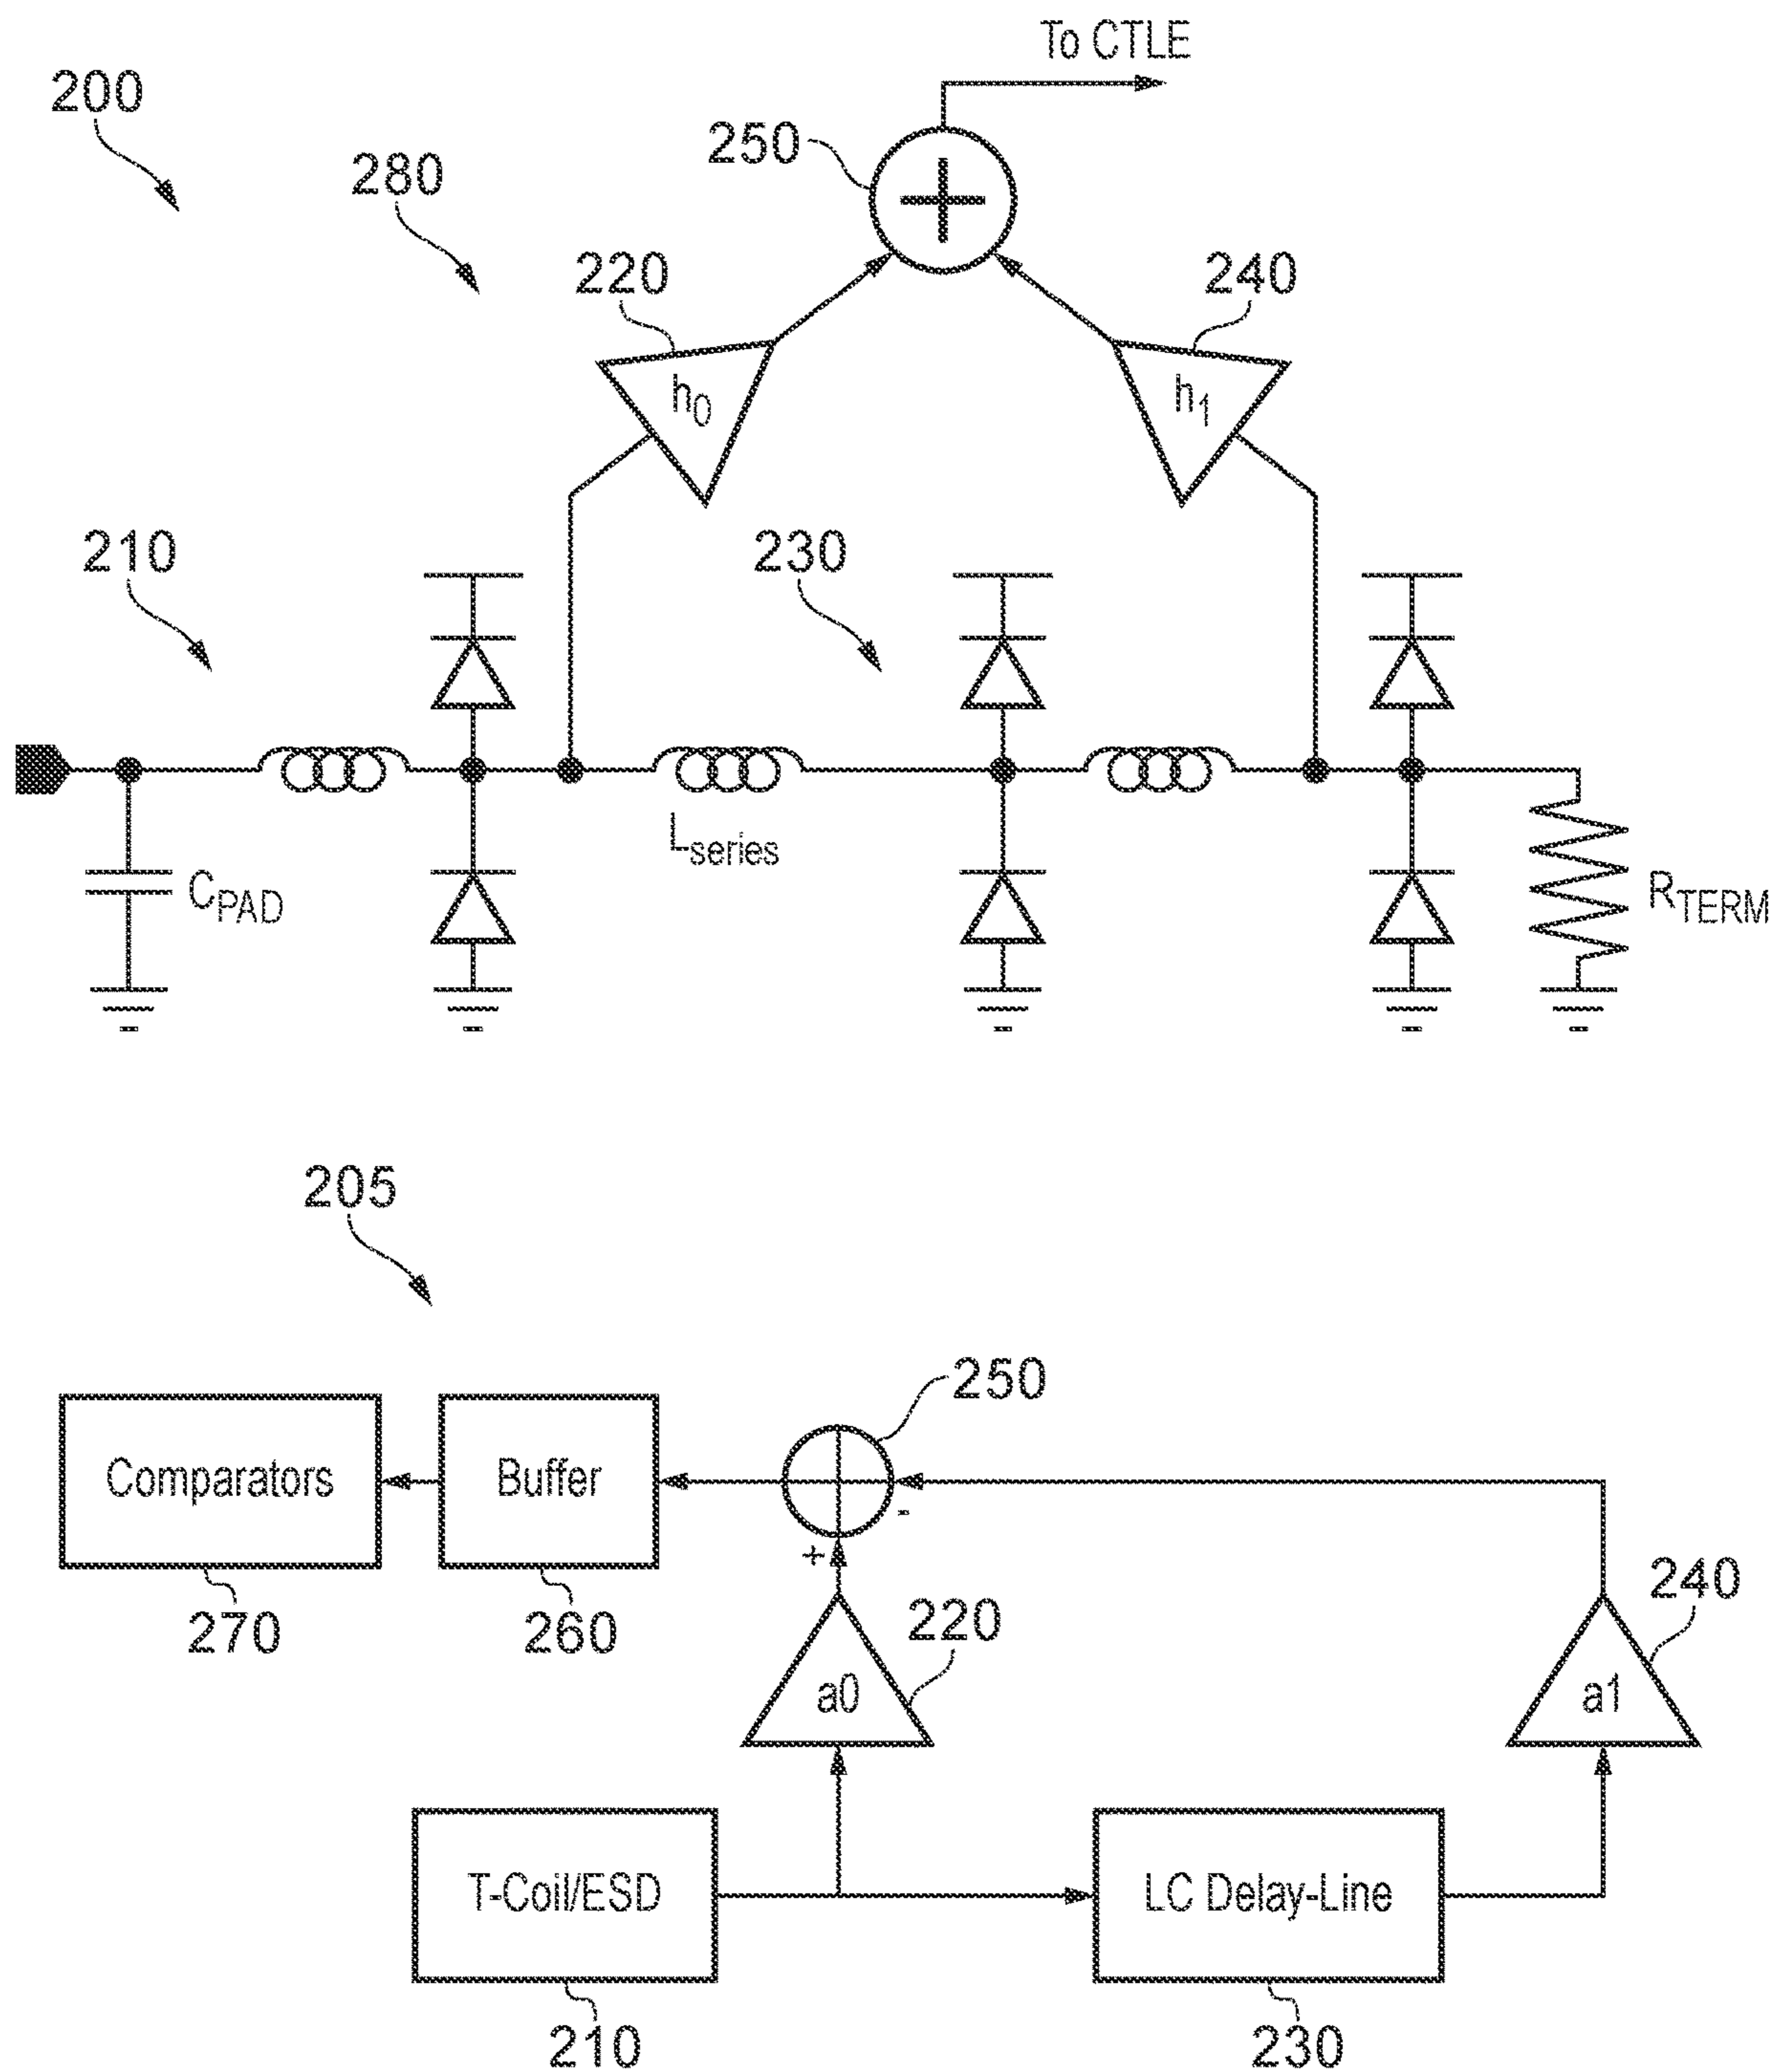 To CTLE
200
250
280
220
240
h0
h1
210
230
Lseries
CPAD
RTERM
205
250
Comparators
Buffer
+
-
270
260
220
240
a0
a1
T-Coil/ESD
LC Delay-Line
210
230